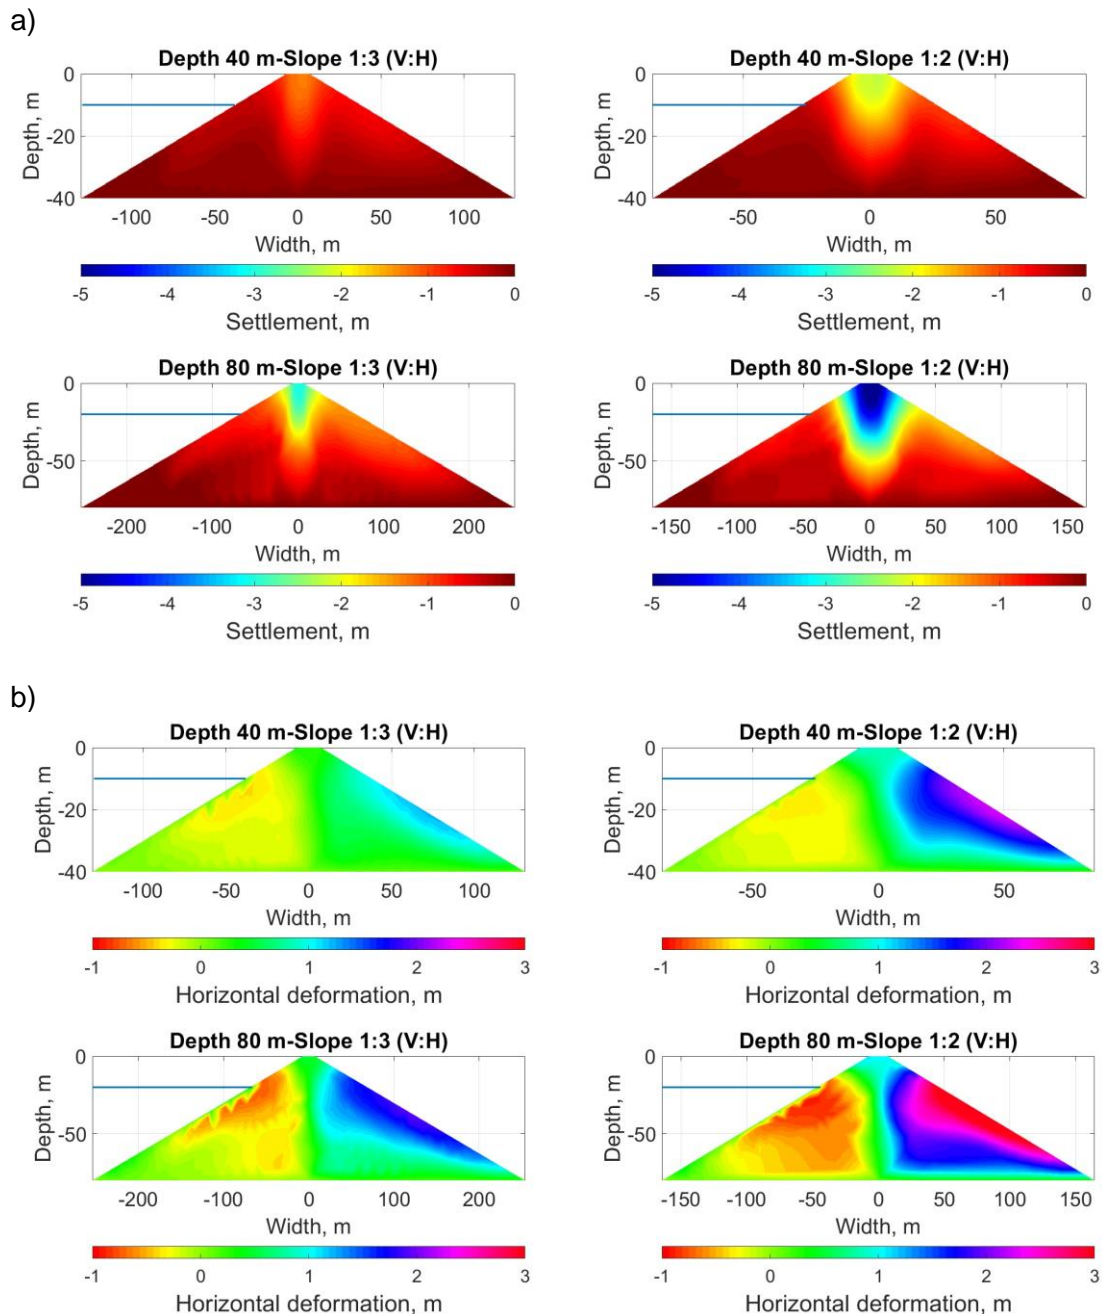 a)
Depth 40 m-Slope 1:3 (V:H)
0
-20
-40
Depth, m
-100 -50 0 50 100
Width, m
-5 -4 -3 -2 -1 0
Settlement, m
Depth 40 m-Slope 1:2 (V:H)
0
-20
-40
Depth, m
-50 0 50
Width, m
-5 -4 -3 -2 -1 0
Settlement, m
Depth 80 m-Slope 1:3 (V:H)
0
-50
Depth, m
-200 -100 0 100 200
Width, m
-5 -4 -3 -2 -1 0
Settlement, m
Depth 80 m-Slope 1:2 (V:H)
0
-50
Depth, m
-150 -100 -50 0 50 100 150
Width, m
-5 -4 -3 -2 -1 0
Settlement, m
b)
Depth 40 m-Slope 1:3 (V:H)
0
-20
-40
Depth, m
-100 -50 0 50 100
Width, m
-1 0 1 2 3
Horizontal deformation, m
Depth 40 m-Slope 1:2 (V:H)
0
-20
-40
Depth, m
-50 0 50
Width, m
-1 0 1 2 3
Horizontal deformation, m
Depth 80 m-Slope 1:3 (V:H)
0
-50
Depth, m
-200 -100 0 100 200
Width, m
-1 0 1 2 3
Horizontal deformation, m
Depth 80 m-Slope 1:2 (V:H)
0
-50
Depth, m
-150 -100 -50 0 50 100 150
Width, m
-1 0 1 2 3
Horizontal deformation, m